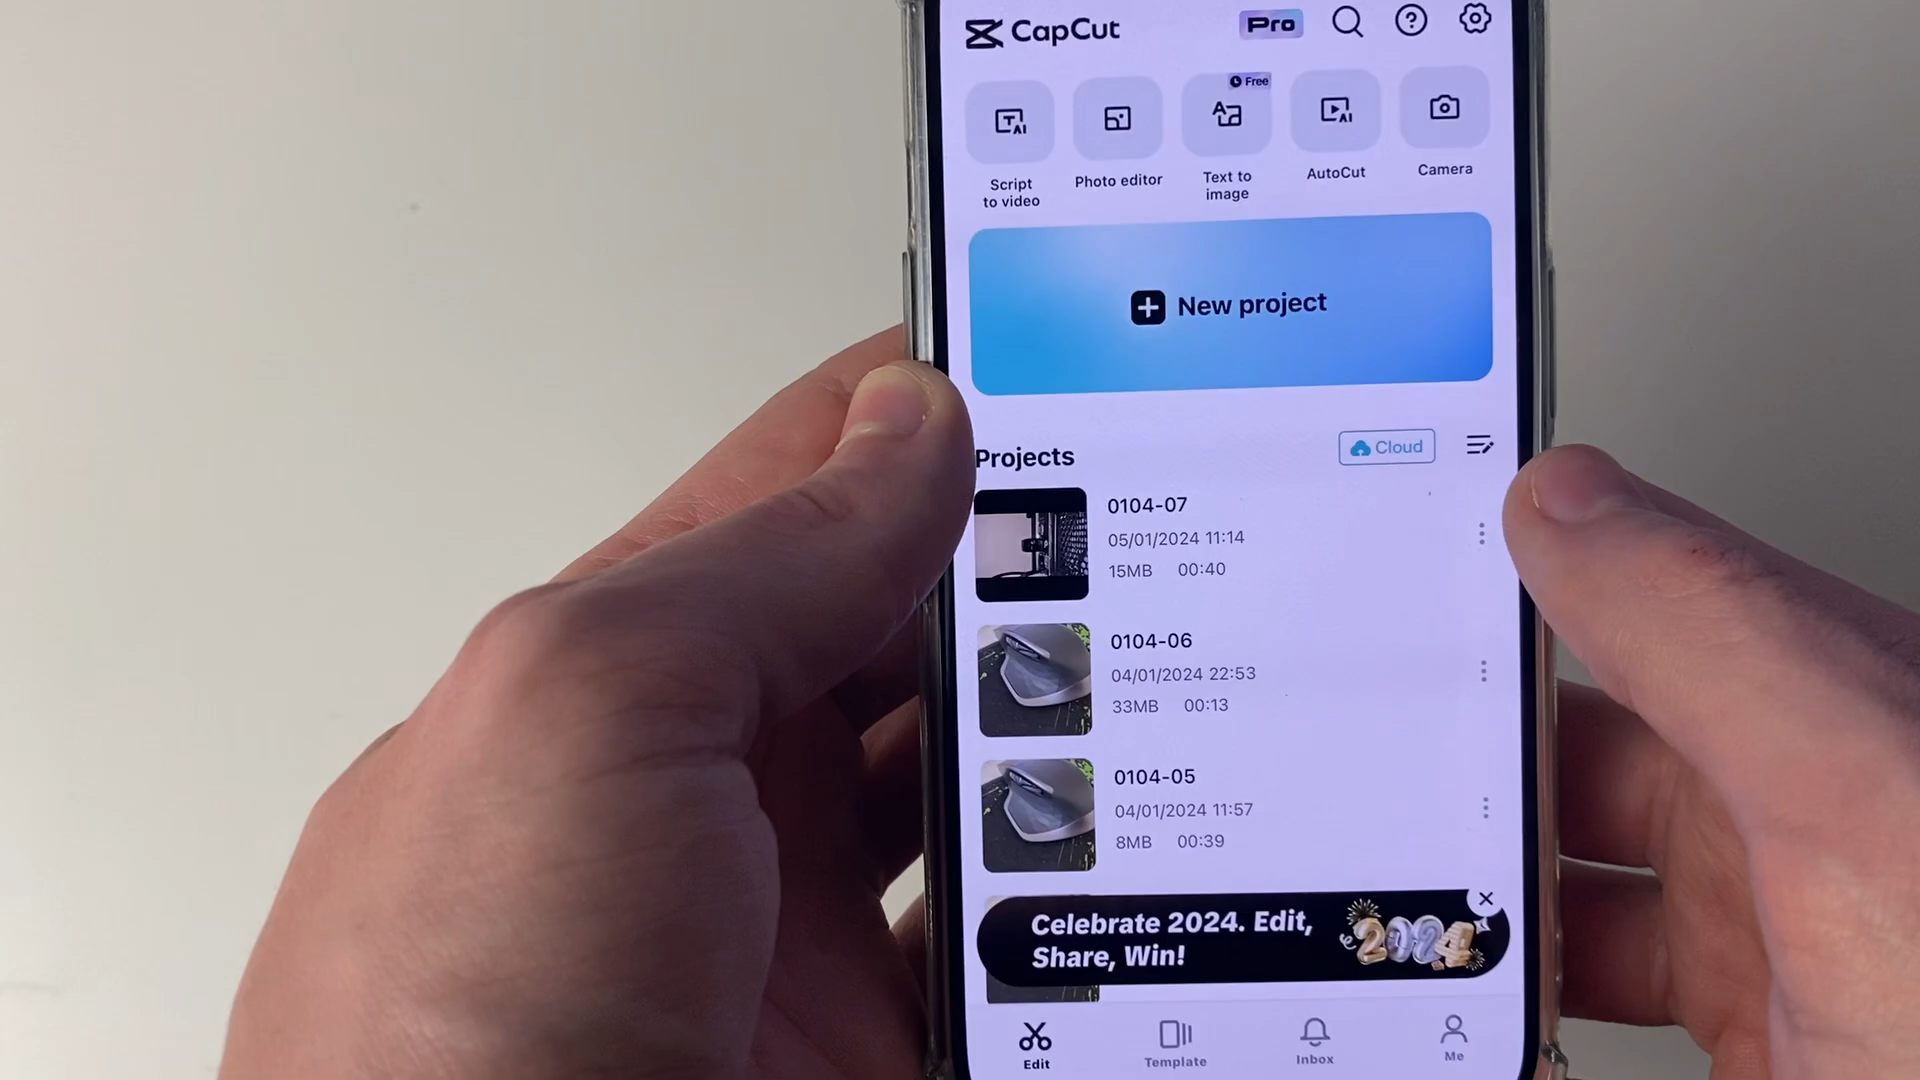 CapCut
Pro
Free
Script
to video
Photo editor
Text to
image
AutoCut
Camera
New project
Projects
Cloud
0104-07
05/01/2024 11:14
15MB 00:40
0104-06
04/01/2024 22:53
33MB 00:13
0104-05
04/01/2024 11:57
8MB 00:39
Celebrate 2024. Edit,
Share, Win!
2024
Edit
Template
Inbox
Me